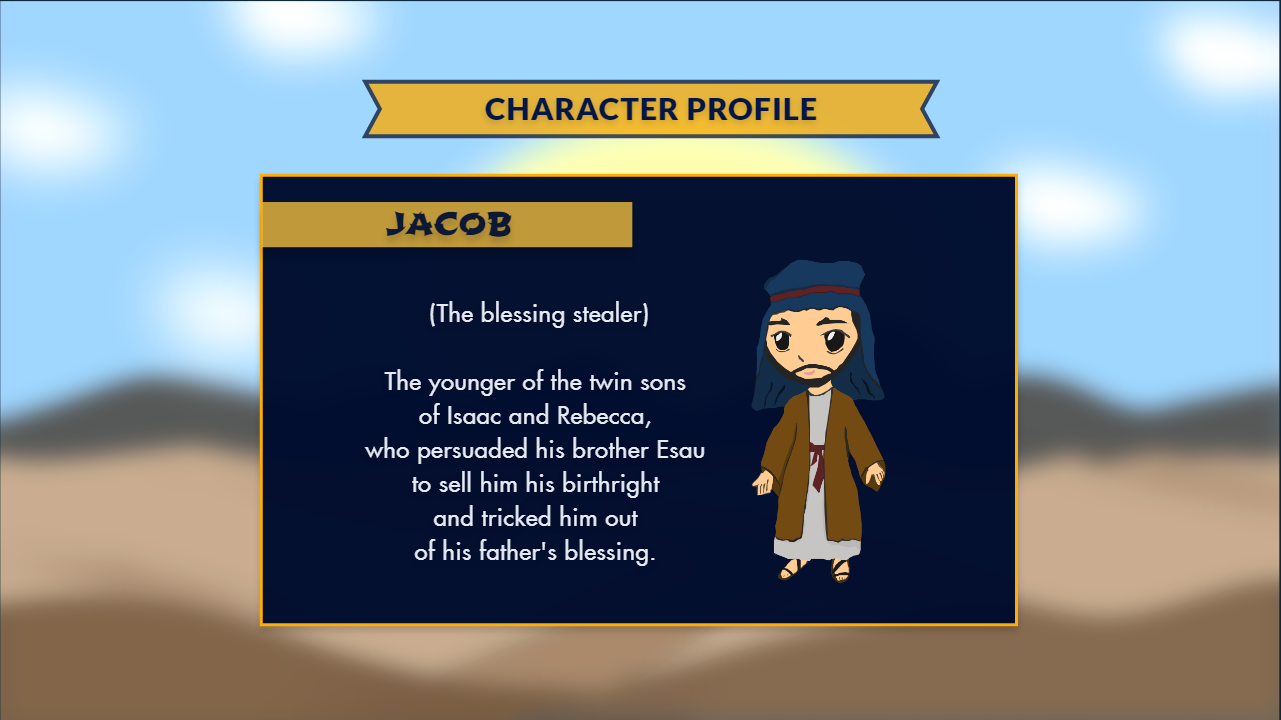 CHARACTER PROFILE
JACOB
(The blessing stealer)
The younger of the twin sons
of Isaac and Rebecca,
who persuaded his brother Esau
to sell him his birthright
and tricked him out
of his father's blessing.